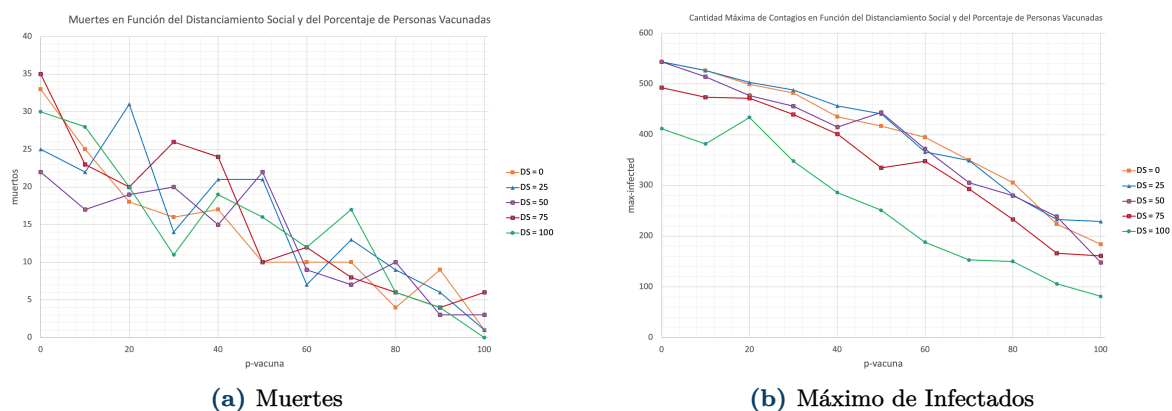 Muertes en Función del Distanciamiento Social y del Porcentaje de Personas Vacunadas
40
35
30
25
20
15
10
5
0
muertos
0 20 40 60 80 100
p-vacuna
DS = 0
DS = 25
DS = 50
DS = 75
DS = 100
(a) Muertes
Cantidad Máxima de Contagios en Función del Distanciamiento Social y del Porcentaje de Personas Vacunadas
600
500
400
300
200
100
0
max-infected
0 20 40 60 80 100
p-vacuna
DS = 0
DS = 25
DS = 50
DS = 75
DS = 100
(b) Máximo de Infectados